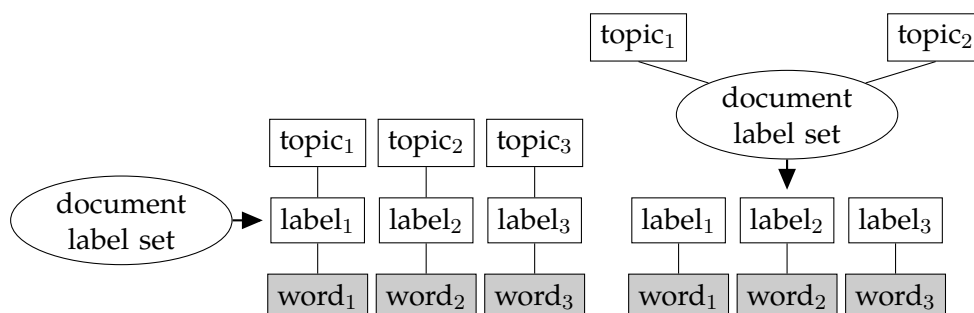 document
label set
topic₁ topic₂ topic₃
label₁ label₂ label₃
word₁ word₂ word₃
topic₁ topic₂
document
label set
label₁ label₂ label₃
word₁ word₂ word₃